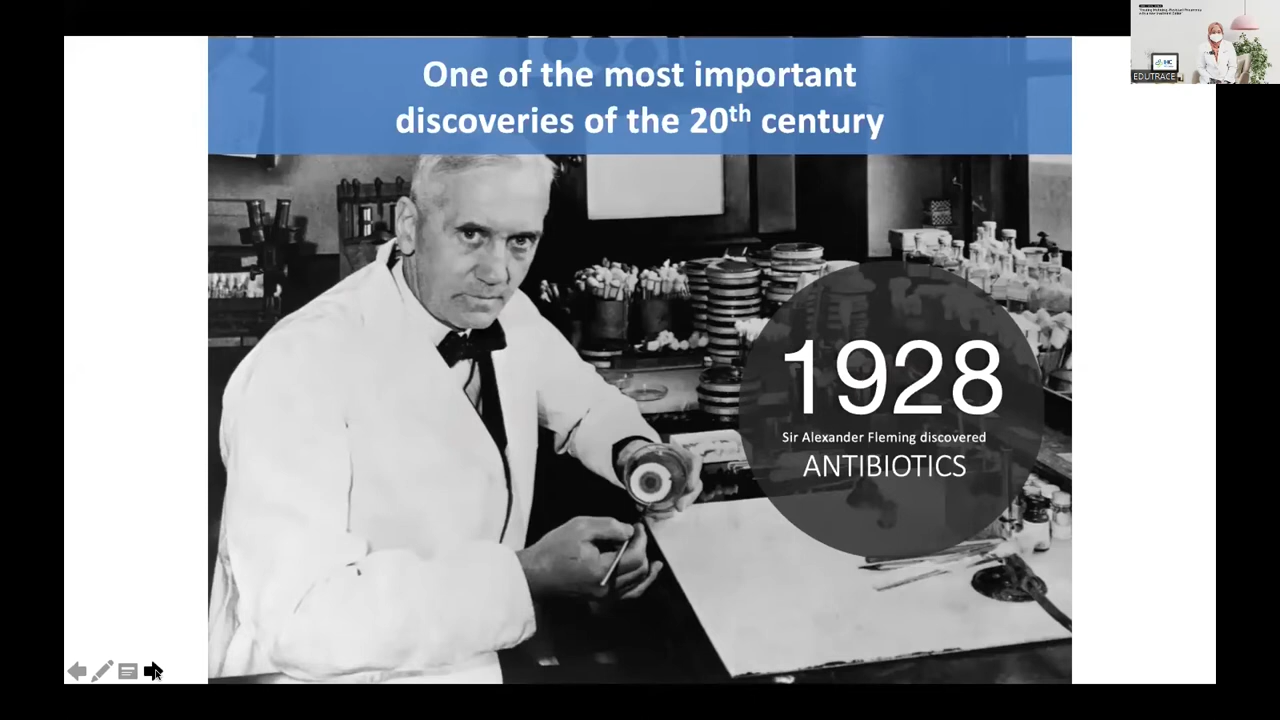 One of the most important
discoveries of the 20th century
1928
Sir Alexander Fleming discovered
ANTIBIOTICS
EDUTRACE